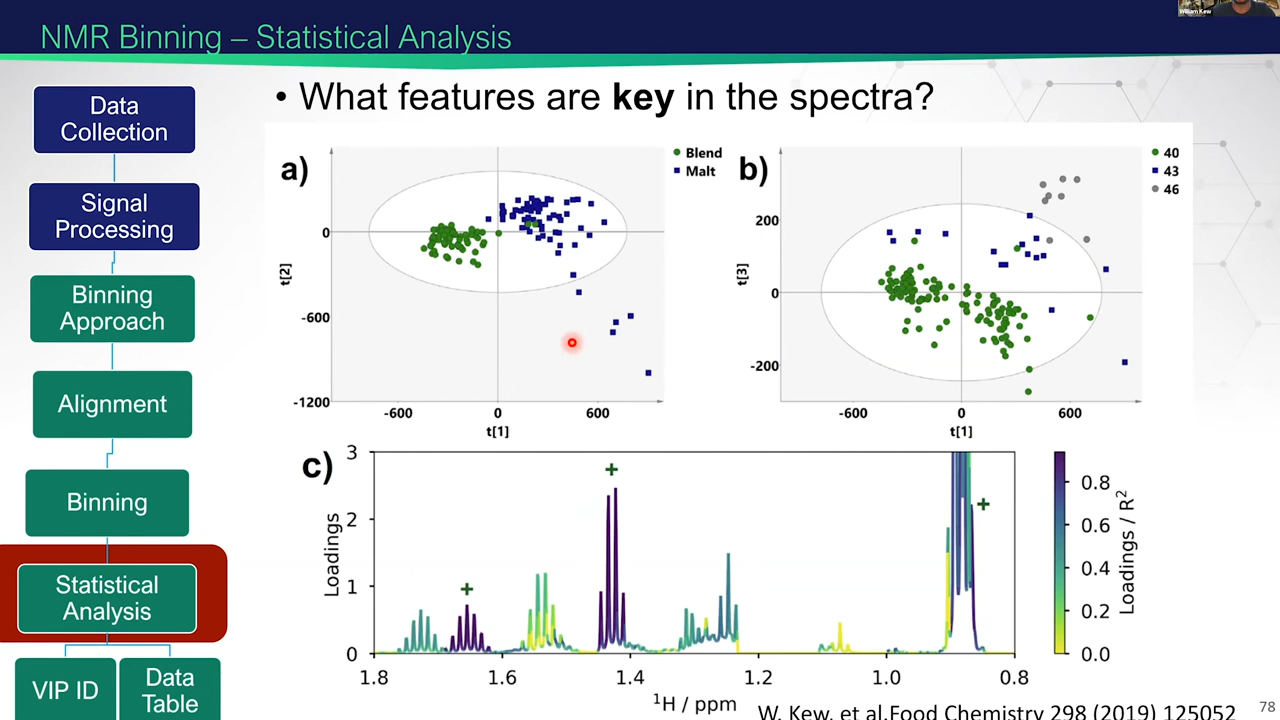 NMR Binning – Statistical Analysis
William Kew
Data
Collection
Signal
Processing
Binning
Approach
Alignment
Binning
Statistical
Analysis
VIP ID
Data
Table
• What features are key in the spectra?
a)
Blend
Malt
0
-600
-1200
t[2]
-600
0
600
t[1]
b)
40
43
46
200
0
-200
t[3]
-600
0
600
t[1]
c)
3
2
1
0
Loadings
1.8
1.6
1.4
1.2
1.0
0.8
¹H / ppm
0.8
0.6
0.4
0.2
0.0
Loadings / R²
W. Kew, et al.Food Chemistry 298 (2019) 125052
78